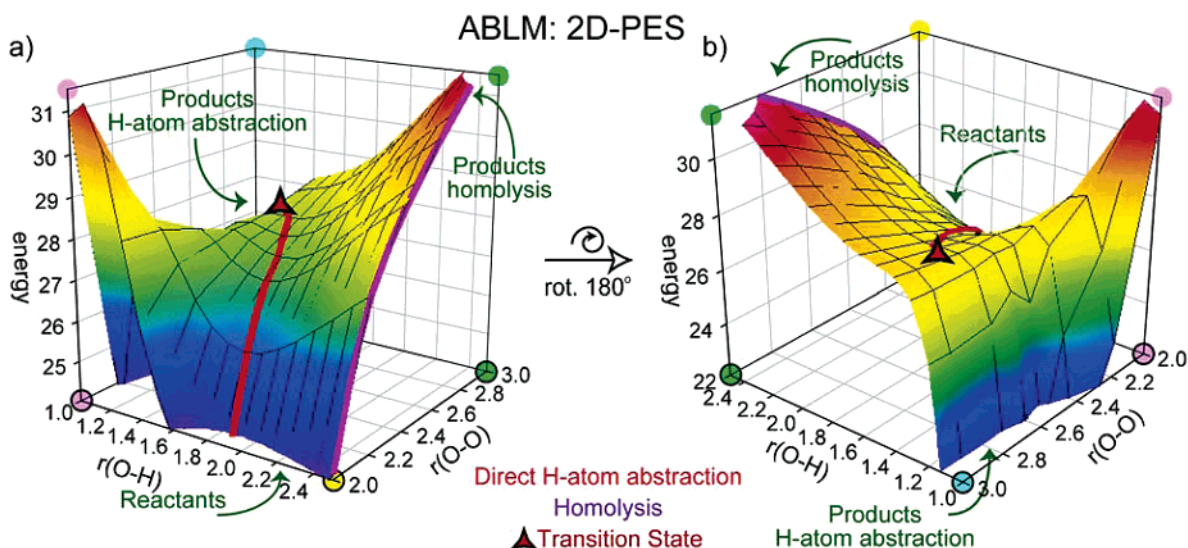 ABLM: 2D-PES
a)
Products
H-atom abstraction
Products
homolysis
31
30
29
28
27
26
25
energy
1.0
1.2
1.4
1.6
1.8
2.0
2.2
2.4
r(O-H)
2.0
2.2
2.4
2.6
2.8
3.0
r(O-O)
Reactants
rot. 180°
b)
Products
homolysis
Reactants
30
28
26
24
22
energy
2.4
2.2
2.0
1.8
1.6
1.4
1.2
1.0
r(O-H)
3.0
2.8
2.6
2.4
2.2
2.0
r(O-O)
Products
H-atom abstraction
Direct H-atom abstraction
Homolysis
Transition State